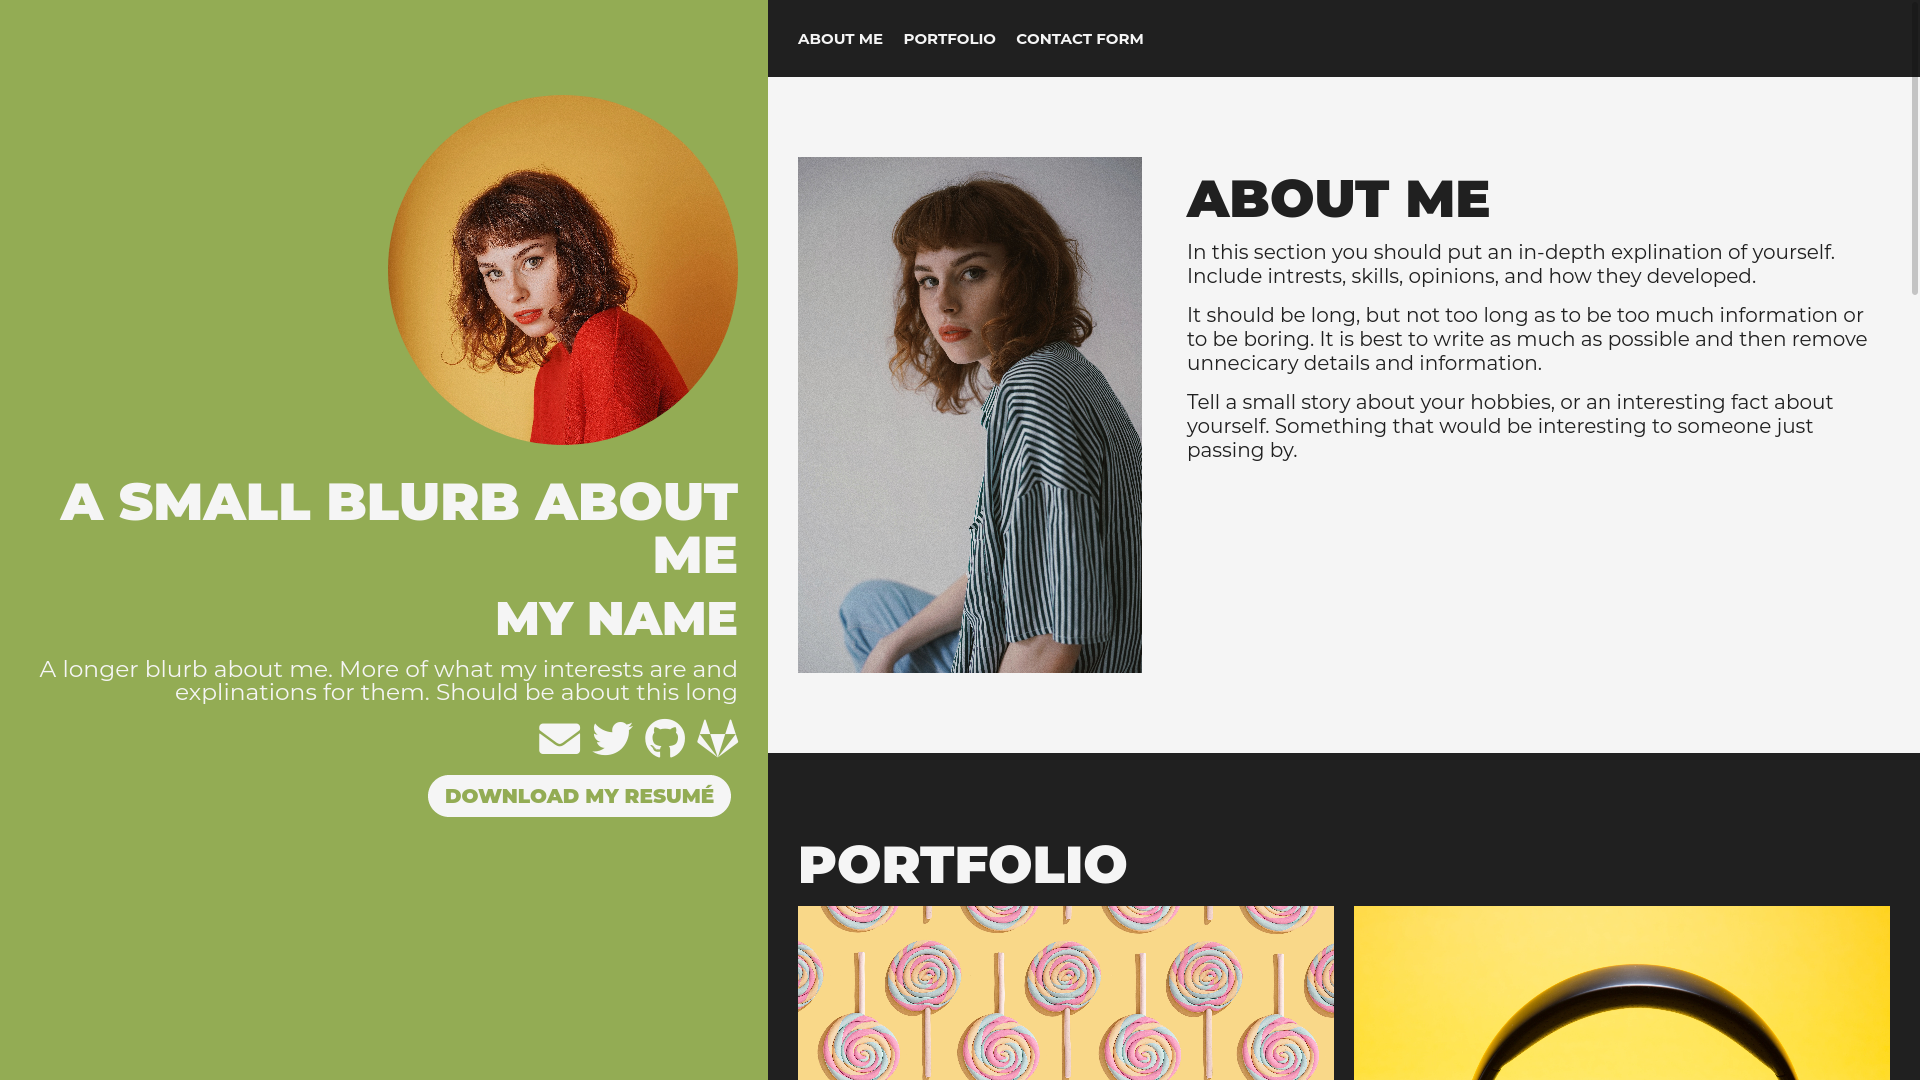 A SMALL BLURB ABOUT
ME
MY NAME
A longer blurb about me. More of what my interests are and
explinations for them. Should be about this long
DOWNLOAD MY RESUMÉ
ABOUT ME PORTFOLIO CONTACT FORM
ABOUT ME
In this section you should put an in-depth explination of yourself.
Include intrests, skills, opinions, and how they developed.
It should be long, but not too long as to be too much information or
to be boring. It is best to write as much as possible and then remove
unnecicary details and information.
Tell a small story about your hobbies, or an interesting fact about
yourself. Something that would be interesting to someone just
passing by.
PORTFOLIO